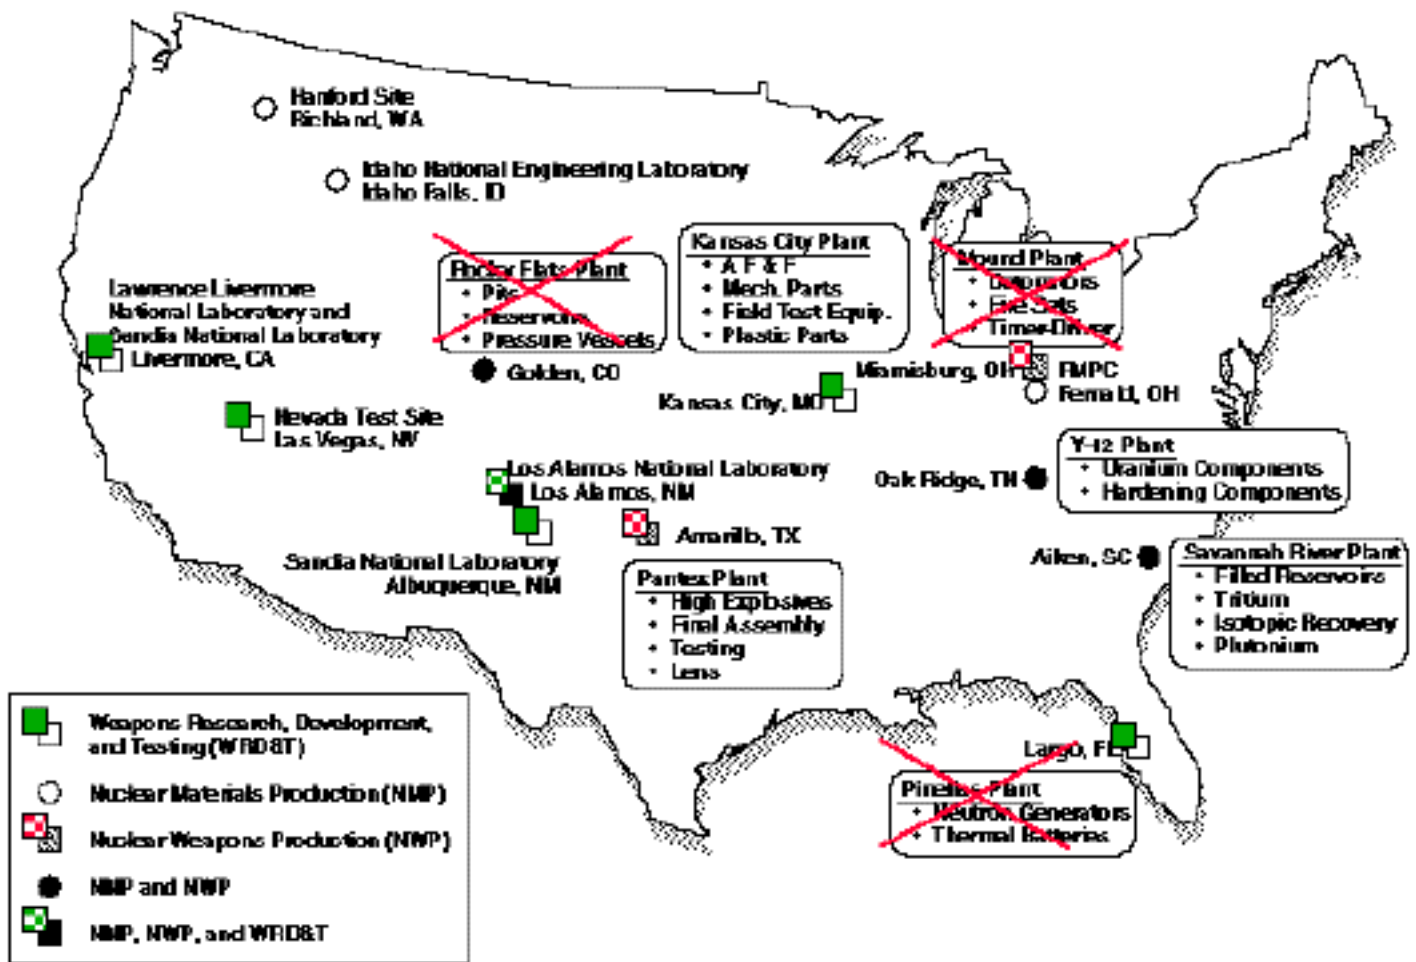 Hanford Site
Richland, WA
Idaho National Engineering Laboratory
Idaho Falls, ID
Lawrence Livermore
National Laboratory and
Sandia National Laboratory
Livermore, CA
Nevada Test Site
Las Vegas, NV
Rocky Flats Plant
• Pits
• Reservoirs
• Pressure Vessels
Golden, CO
Kansas City Plant
• A F & F
• Mech. Parts
• Field Test Equip.
• Plastic Parts
Kansas City, MO
Mound Plant
• Detonators
• Fire Sets
• Timer-Driver
Miamisburg, OH
FMPC
Fernald, OH
Los Alamos National Laboratory
Los Alamos, NM
Sandia National Laboratory
Albuquerque, NM
Amarillo, TX
Pantex Plant
• High Explosives
• Final Assembly
• Testing
• Lens
Oak Ridge, TN
Y-12 Plant
• Uranium Components
• Hardening Components
Aiken, SC
Savannah River Plant
• Filled Reservoirs
• Tritium
• Isotopic Recovery
• Plutonium
Largo, FL
Pinellas Plant
• Neutron Generators
• Thermal Batteries
Weapons Research, Development,
and Testing (WRD&T)
Nuclear Materials Production (NMP)
Nuclear Weapons Production (NWP)
NMP and NWP
NMP, NWP, and WRD&T